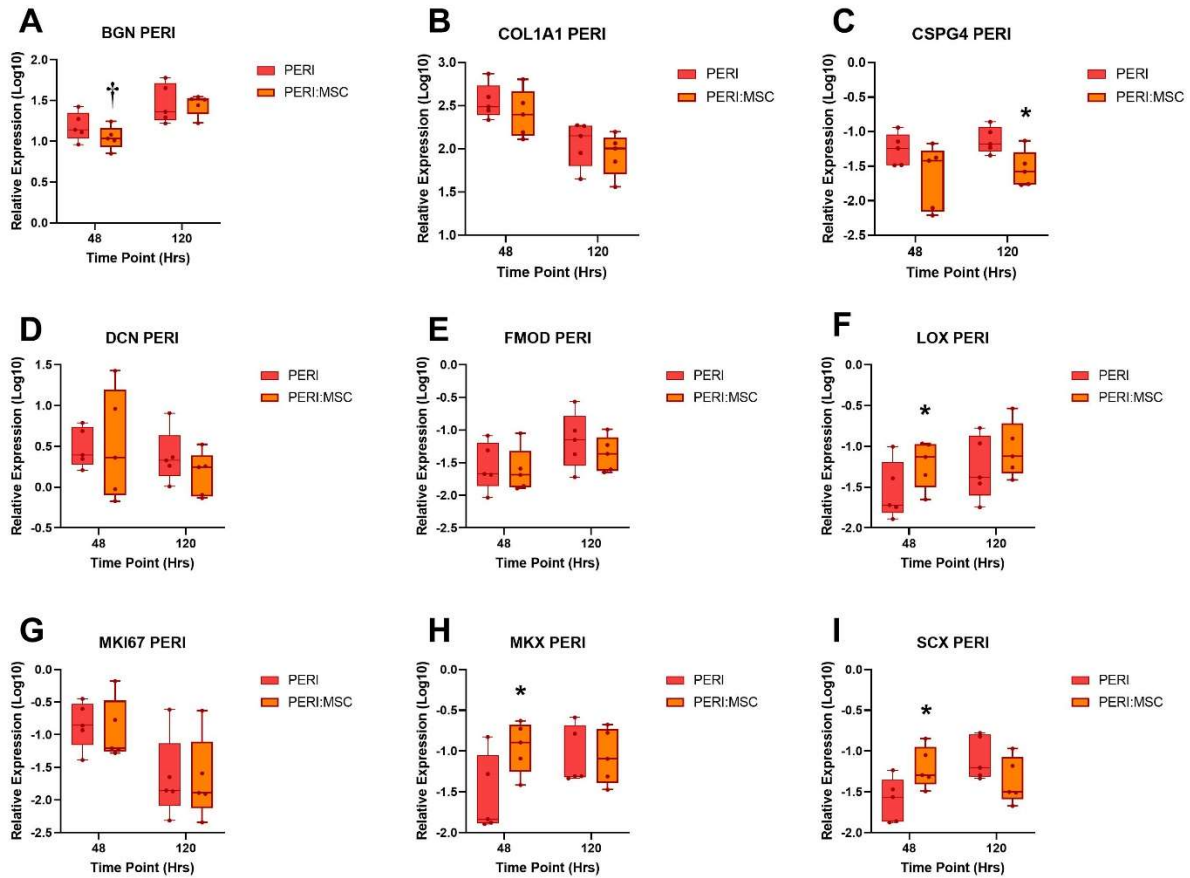 A
BGN PERI
Relative Expression (Log10)
2.0
1.5
1.0
0.5
0.0
†
48
120
Time Point (Hrs)
PERI
PERI:MSC
B
COL1A1 PERI
Relative Expression (Log10)
3.0
2.5
2.0
1.5
1.0
48
120
Time Point (Hrs)
PERI
PERI:MSC
C
CSPG4 PERI
Relative Expression (Log10)
0.0
-0.5
-1.0
-1.5
-2.0
-2.5
*
48
120
Time Point (Hrs)
PERI
PERI:MSC
D
DCN PERI
Relative Expression (Log10)
1.5
1.0
0.5
0.0
-0.5
48
120
Time Point (Hrs)
PERI
PERI:MSC
E
FMOD PERI
Relative Expression (Log10)
0.0
-0.5
-1.0
-1.5
-2.0
-2.5
48
120
Time Point (Hrs)
PERI
PERI:MSC
F
LOX PERI
Relative Expression (Log10)
0.0
-0.5
-1.0
-1.5
-2.0
*
48
120
Time Point (Hrs)
PERI
PERI:MSC
G
MKI67 PERI
Relative Expression (Log10)
0.0
-0.5
-1.0
-1.5
-2.0
-2.5
48
120
Time Point (Hrs)
PERI
PERI:MSC
H
MKX PERI
Relative Expression (Log10)
0.0
-0.5
-1.0
-1.5
-2.0
*
48
120
Time Point (Hrs)
PERI
PERI:MSC
I
SCX PERI
Relative Expression (Log10)
0.0
-0.5
-1.0
-1.5
-2.0
*
48
120
Time Point (Hrs)
PERI
PERI:MSC